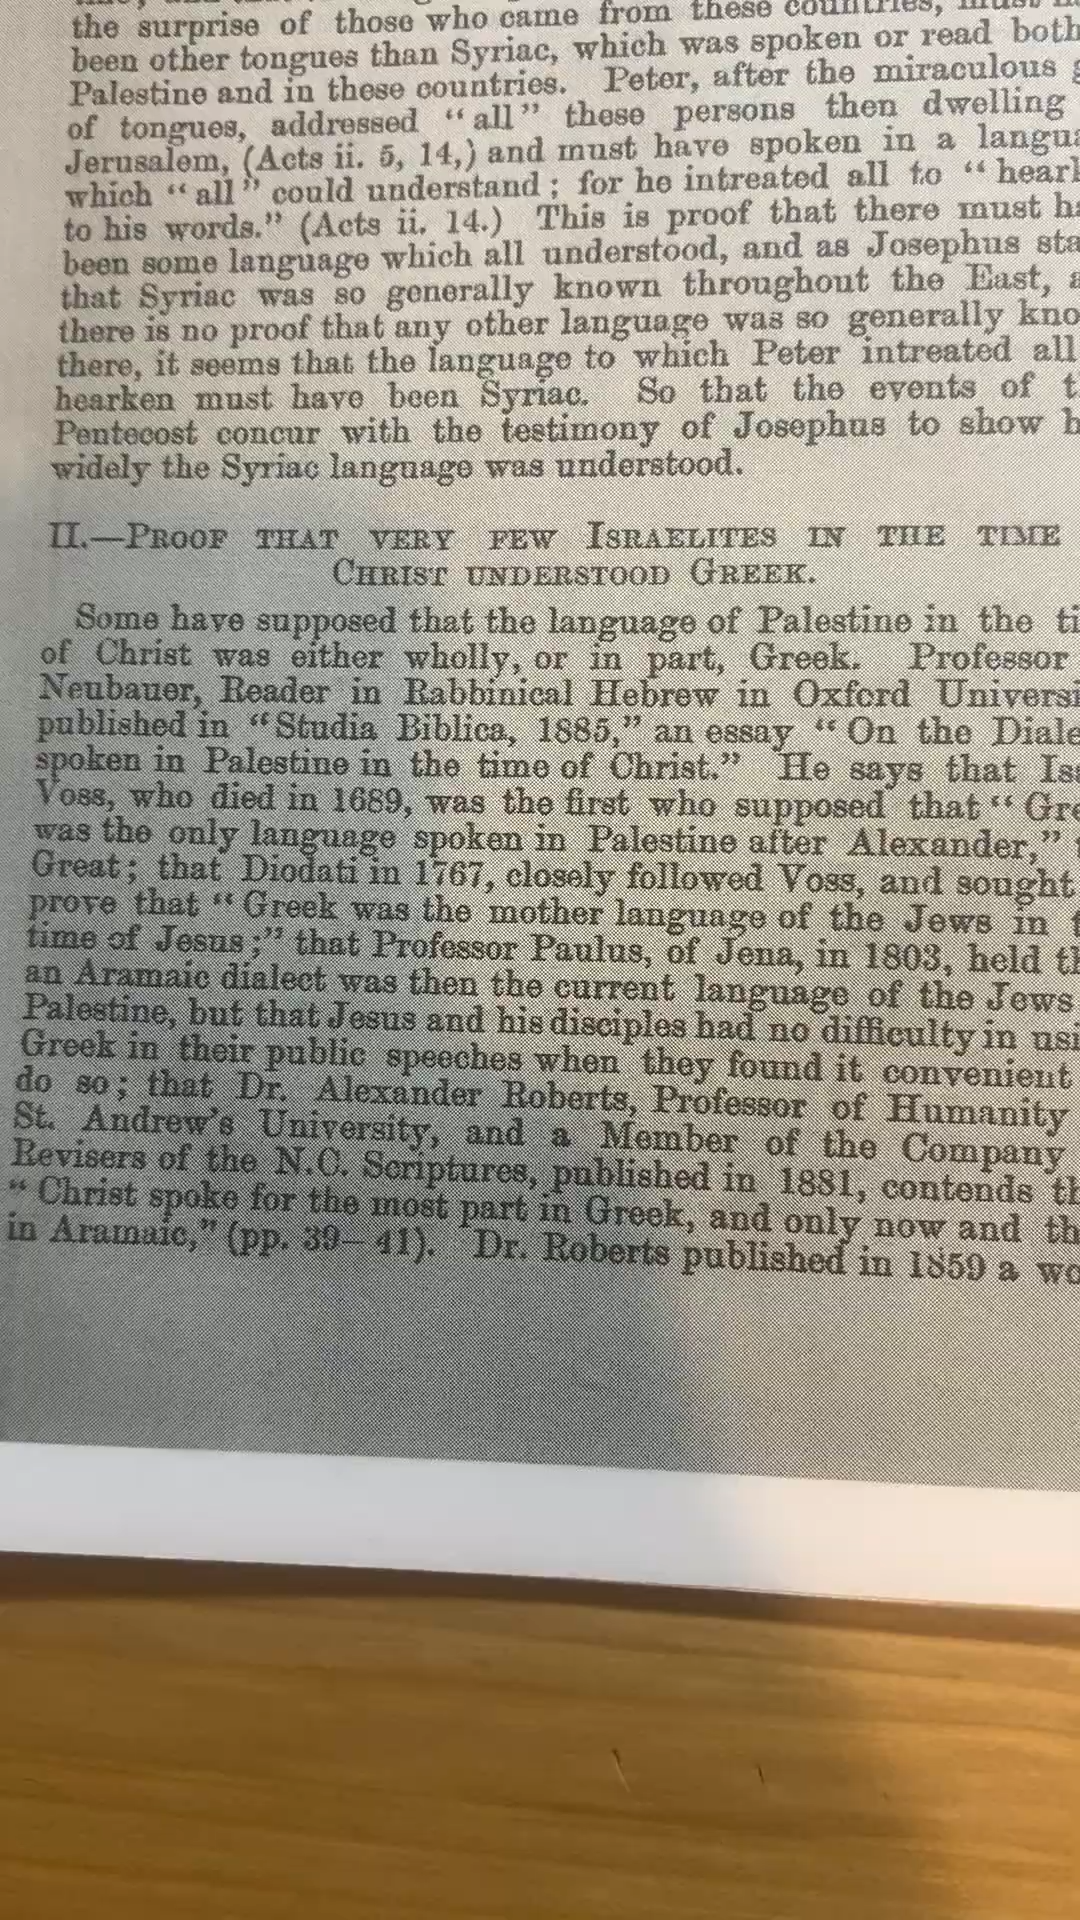 the surprise of those who came from these countries,
been other tongues than Syriac, which was spoken or read both
Palestine and in these countries. Peter, after the miraculous
of tongues, addressed “all” these persons then dwelling
Jerusalem, (Acts ii. 5, 14,) and must have spoken in a langua
which “all” could understand; for he intreated all to “hearl
to his words.” (Acts ii. 14.) This is proof that there must ha
been some language which all understood, and as Josephus sta
that Syriac was so generally known throughout the East,
there is no proof that any other language was so generally kno
there, it seems that the language to which Peter intreated all
hearken must have been Syriac. So that the events of t
Pentecost concur with the testimony of Josephus to show
widely the Syriac language was understood.
II.—Proof that very few Israelites in the time
Christ understood Greek.
Some have supposed that the language of Palestine in the ti
of Christ was either wholly, or in part, Greek. Professor
Neubauer, Reader in Rabbinical Hebrew in Oxford Universi
published in “Studia Biblica, 1885,” an essay “On the Diale
spoken in Palestine in the time of Christ.” He says that Isa
Voss, who died in 1689, was the first who supposed that “Gre
was the only language spoken in Palestine after Alexander,”
Great; that Diodati in 1767, closely followed Voss, and sought
prove that “Greek was the mother language of the Jews in
time of Jesus;” that Professor Paulus, of Jena, in 1803, held th
an Aramaic dialect was then the current language of the Jews
Palestine, but that Jesus and his disciples had no difficulty in usi
Greek in their public speeches when they found it convenient
do so; that Dr. Alexander Roberts, Professor of Humanity
St. Andrew’s University, and a Member of the Company
Revisers of the N.C. Scriptures, published in 1881, contends th
“Christ spoke for the most part in Greek, and only now and th
in Aramaic,” (pp. 39–41). Dr. Roberts published in 1859 a wo